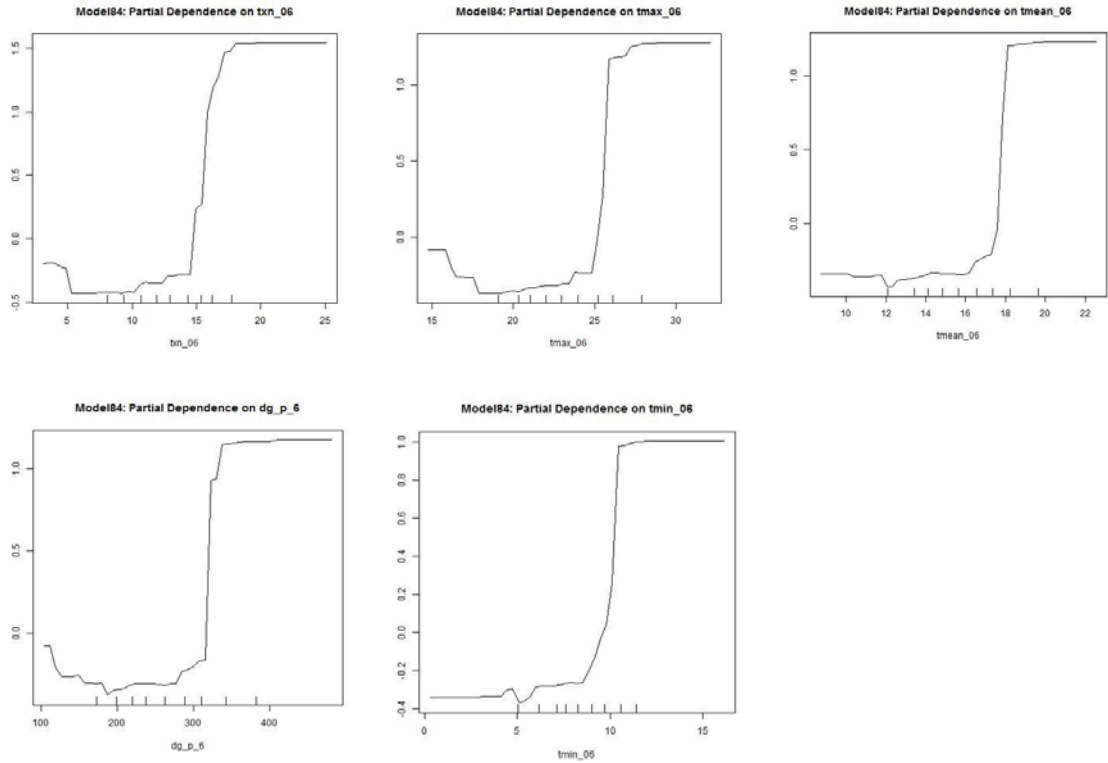 Model84: Partial Dependence on txn_06
1.5
1.0
0.5
0.0
-0.5
5 10 15 20 25
txn_06
Model84: Partial Dependence on tmax_06
1.0
0.5
0.0
15 20 25 30
tmax_06
Model84: Partial Dependence on tmean_06
1.0
0.5
0.0
10 12 14 16 18 20 22
tmean_06
Model84: Partial Dependence on dg_p_6
1.0
0.5
0.0
100 200 300 400
dg_p_6
Model84: Partial Dependence on tmin_06
1.0
0.8
0.6
0.4
0.2
0.0
-0.2
-0.4
0 5 10 15
tmin_06